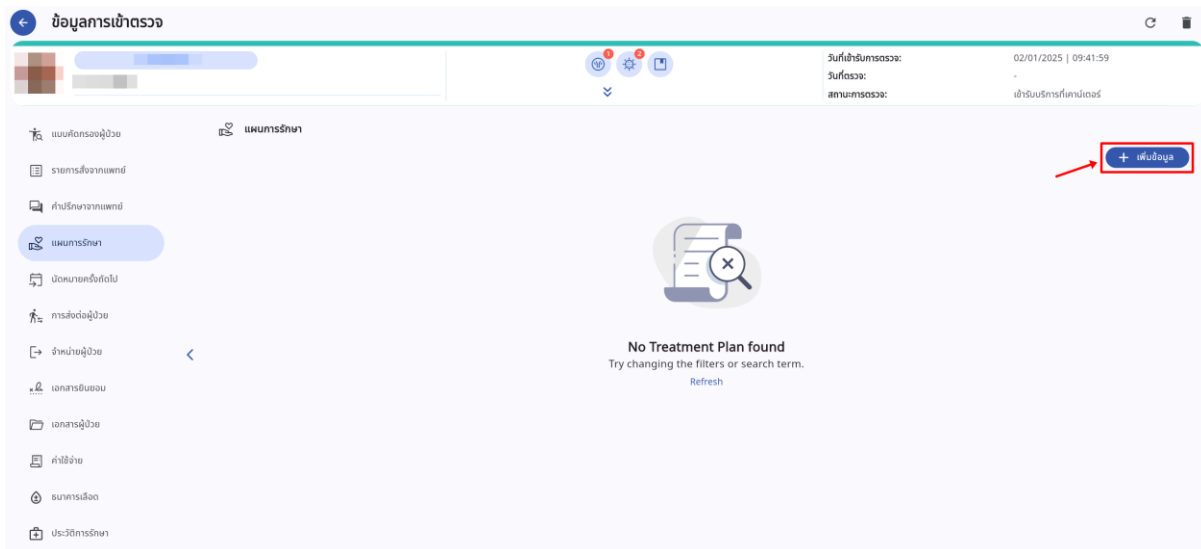 ข้อมูลการเข้าตรวจ
1
2
วันที่เข้ารับการตรวจ: 02/01/2025 | 09:41:59
วันที่ตรวจ: -
สถานะการตรวจ: เข้ารับบริการที่เคาน์เตอร์
แบบคัดกรองผู้ป่วย
รายการสั่งจากแพทย์
คำปรึกษาจากแพทย์
แผนการรักษา
นัดหมายครั้งถัดไป
การส่งต่อผู้ป่วย
จำหน่ายผู้ป่วย
เอกสารยินยอม
เอกสารผู้ป่วย
ค่าใช้จ่าย
ธนาคารเลือด
ประวัติการรักษา
แผนการรักษา
+ เพิ่มข้อมูล
No Treatment Plan found
Try changing the filters or search term.
Refresh